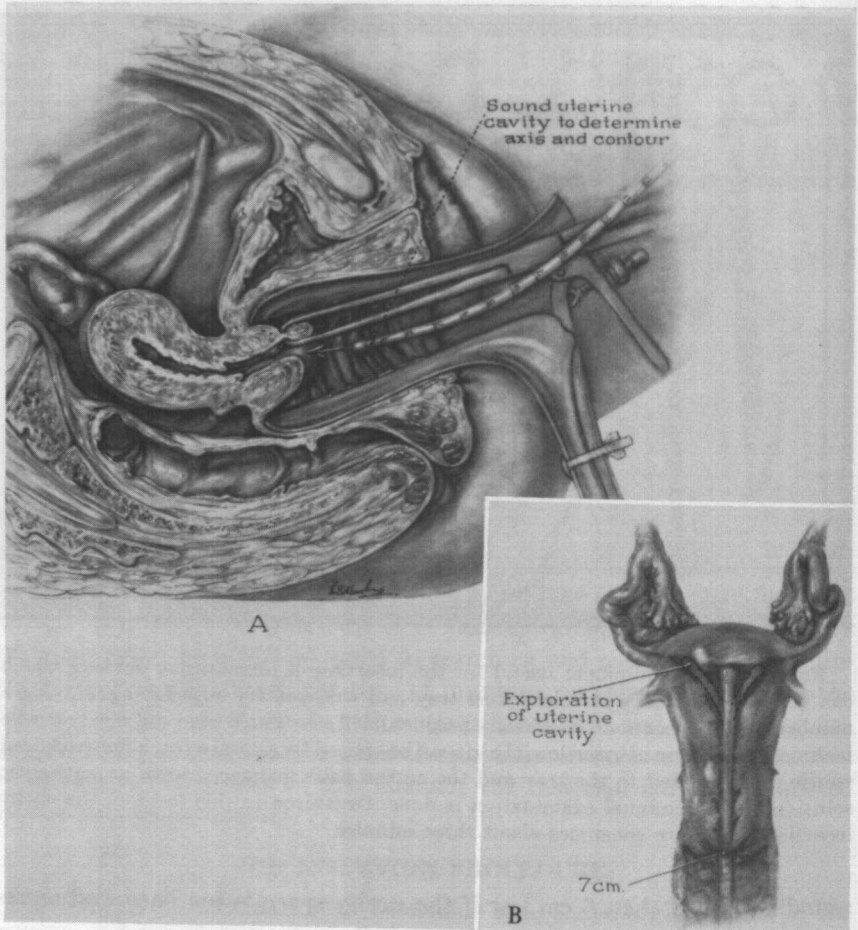 Sound uterine
cavity to determine
axis and contour
A
Exploration
of uterine
cavity
7cm.
B